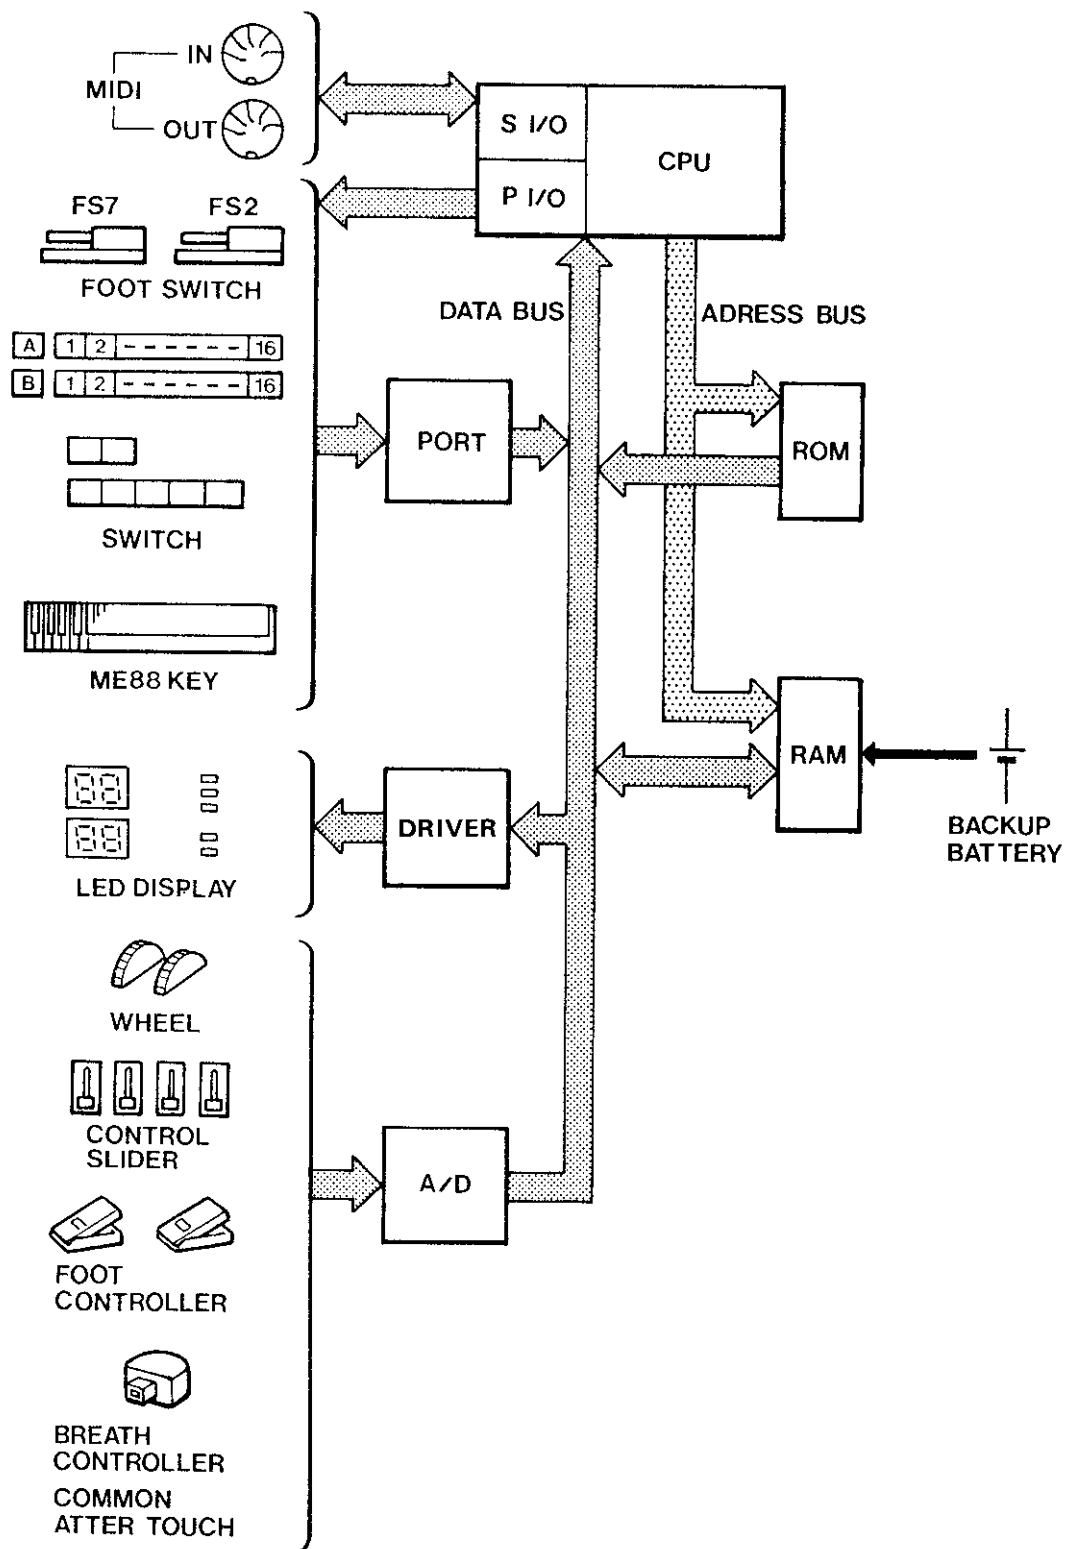 IN
MIDI
OUT
S I/O
P I/O
CPU
FS7 FS2
FOOT SWITCH
DATA BUS
ADRESS BUS
A 1 2 16
B 1 2 16
PORT
ROM
SWITCH
ME88 KEY
RAM
88
88
LED DISPLAY
DRIVER
BACKUP
BATTERY
WHEEL
CONTROL
SLIDER
A/D
FOOT
CONTROLLER
BREATH
CONTROLLER
COMMON
ATTER TOUCH